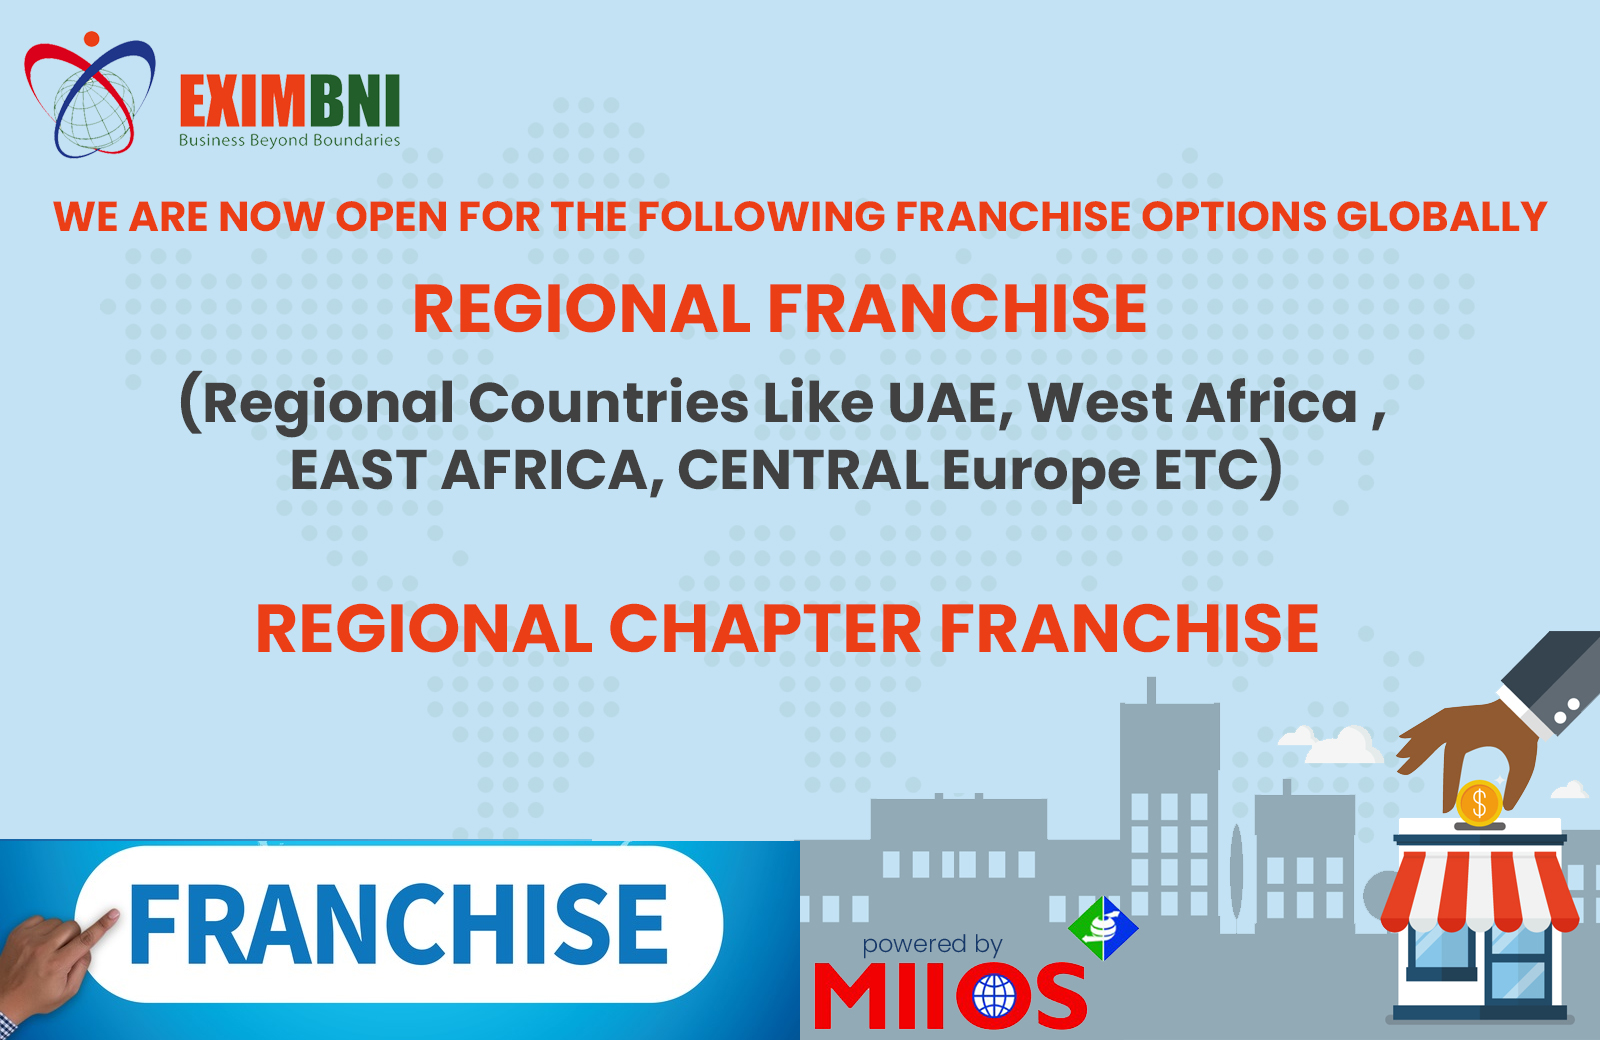 EXIMBNI
Business Beyond Boundaries
WE ARE NOW OPEN FOR THE FOLLOWING FRANCHISE OPTIONS GLOBALLY
REGIONAL FRANCHISE
(Regional Countries Like UAE, West Africa ,
EAST AFRICA, CENTRAL Europe ETC)
REGIONAL CHAPTER FRANCHISE
$
FRANCHISE
powered by
MIIOS